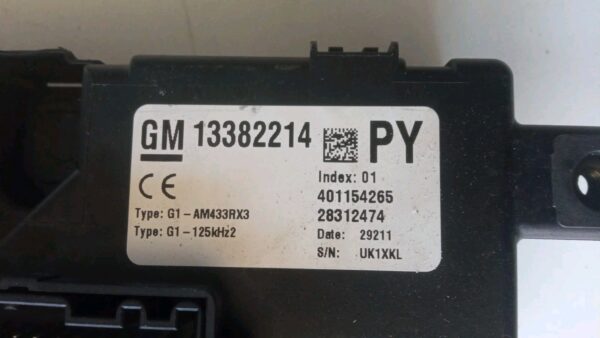 GM 13382214 PY
Index: 01
401154265
Type: G1-AM433RX3 28312474
Type: G1-125kHz2 Date: 29211
S/N: UK1XKL
CE